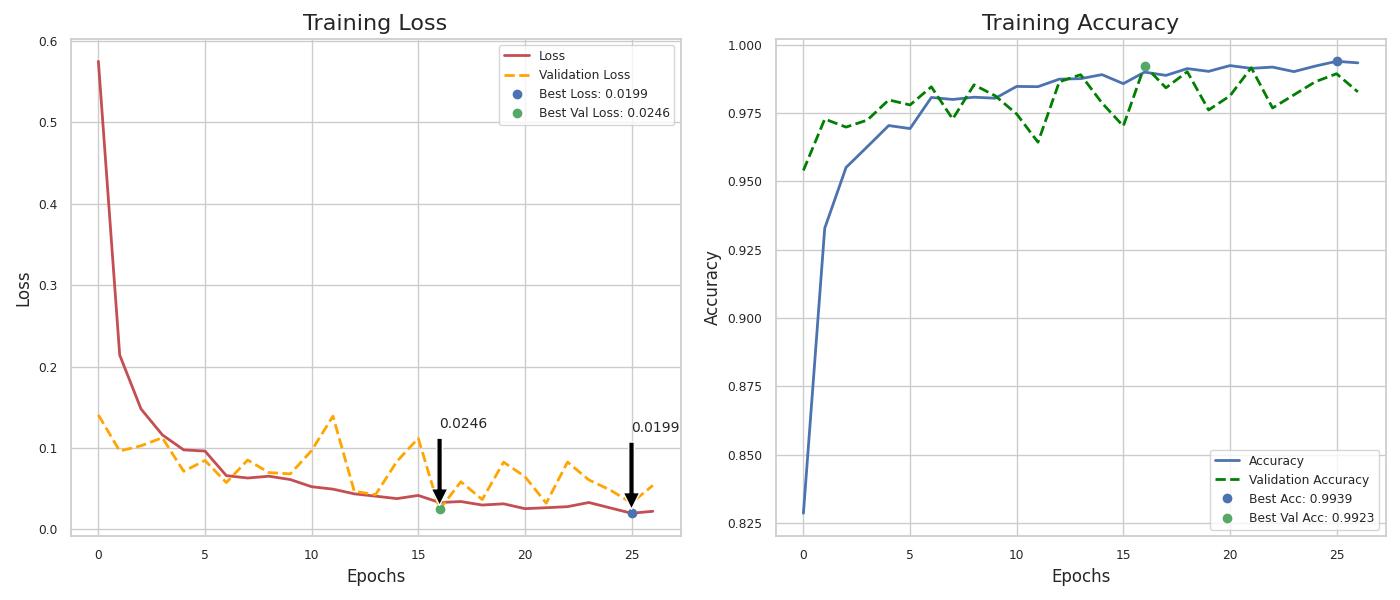 Training Loss
0.6
0.5
0.4
0.3
0.2
0.1
0.0
Loss
Loss
Validation Loss
Best Loss: 0.0199
Best Val Loss: 0.0246
0.0246
0.0199
0 5 10 15 20 25
Epochs
Training Accuracy
1.000
0.975
0.950
0.925
0.900
0.875
0.850
0.825
Accuracy
Accuracy
Validation Accuracy
Best Acc: 0.9939
Best Val Acc: 0.9923
0 5 10 15 20 25
Epochs